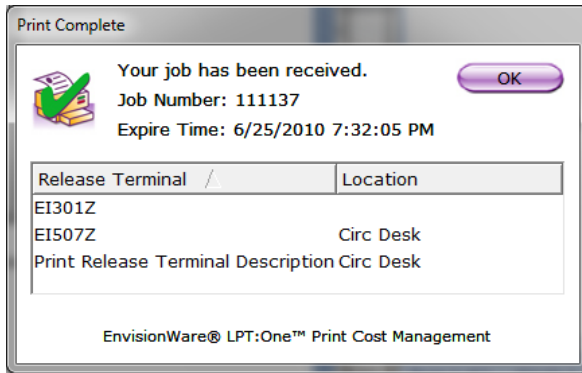 Print Complete
Your job has been received.
OK
Job Number: 111137
Expire Time: 6/25/2010 7:32:05 PM
Release Terminal Location
EI301Z
EI507Z Circ Desk
Print Release Terminal Description Circ Desk
EnvisionWare® LPT:One™ Print Cost Management